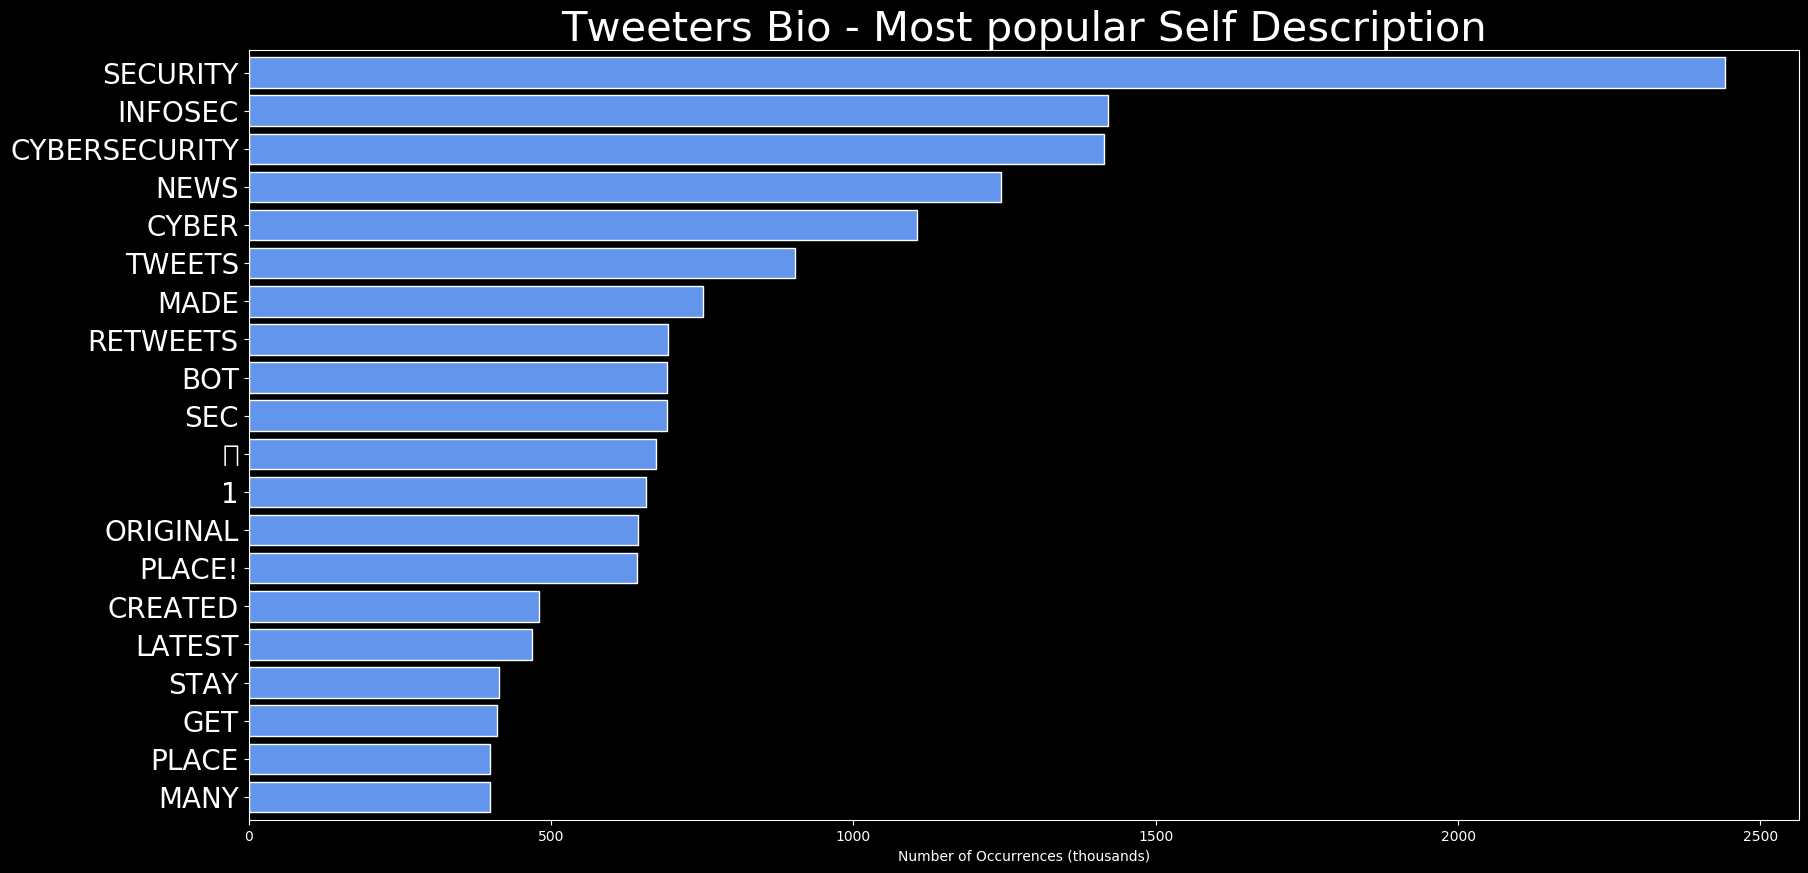 Tweeters Bio - Most popular Self Description
SECURITY
INFOSEC
CYBERSECURITY
NEWS
CYBER
TWEETS
MADE
RETWEETS
BOT
SEC
1
ORIGINAL
PLACE!
CREATED
LATEST
STAY
GET
PLACE
MANY
0 500 1000 1500 2000 2500
Number of Occurrences (thousands)